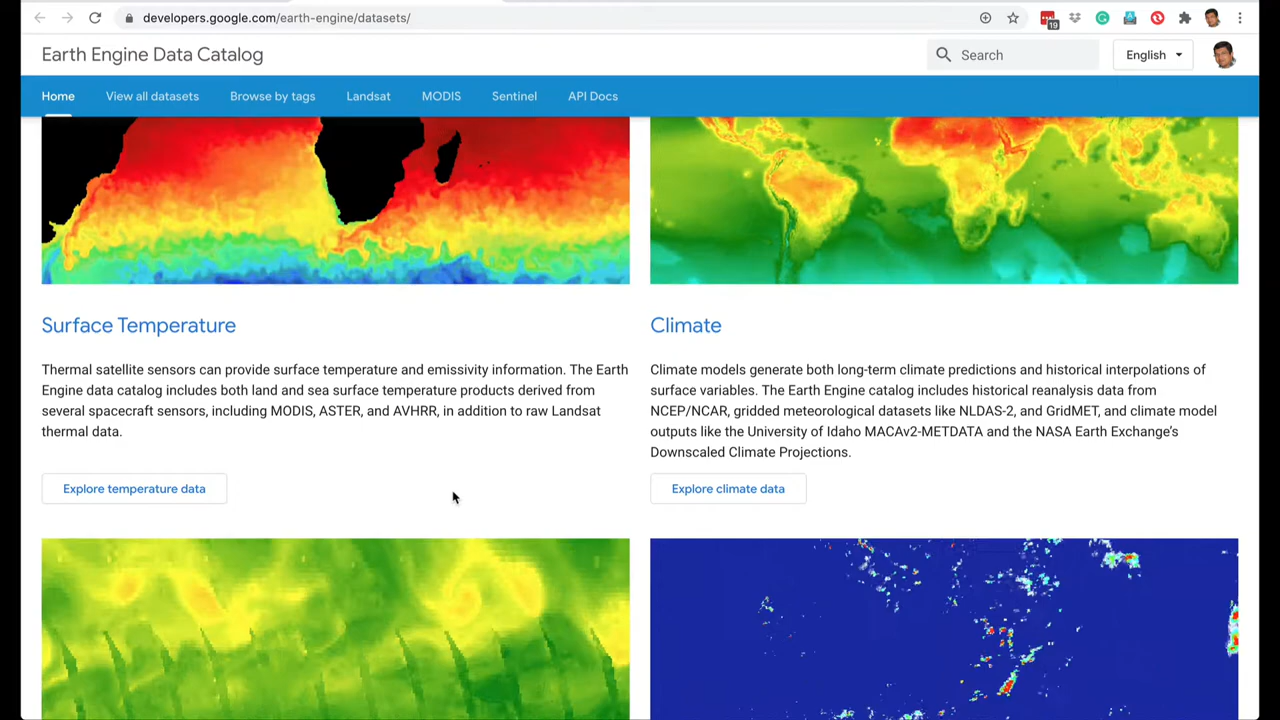 developers.google.com/earth-engine/datasets/
19
Earth Engine Data Catalog
Search
English
Home
View all datasets
Browse by tags
Landsat
MODIS
Sentinel
API Docs
Surface Temperature
Thermal satellite sensors can provide surface temperature and emissivity information. The Earth
Engine data catalog includes both land and sea surface temperature products derived from
several spacecraft sensors, including MODIS, ASTER, and AVHRR, in addition to raw Landsat
thermal data.
Explore temperature data
Climate
Climate models generate both long-term climate predictions and historical interpolations of
surface variables. The Earth Engine catalog includes historical reanalysis data from
NCEP/NCAR, gridded meteorological datasets like NLDAS-2, and GridMET, and climate model
outputs like the University of Idaho MACAv2-METDATA and the NASA Earth Exchange's
Downscaled Climate Projections.
Explore climate data